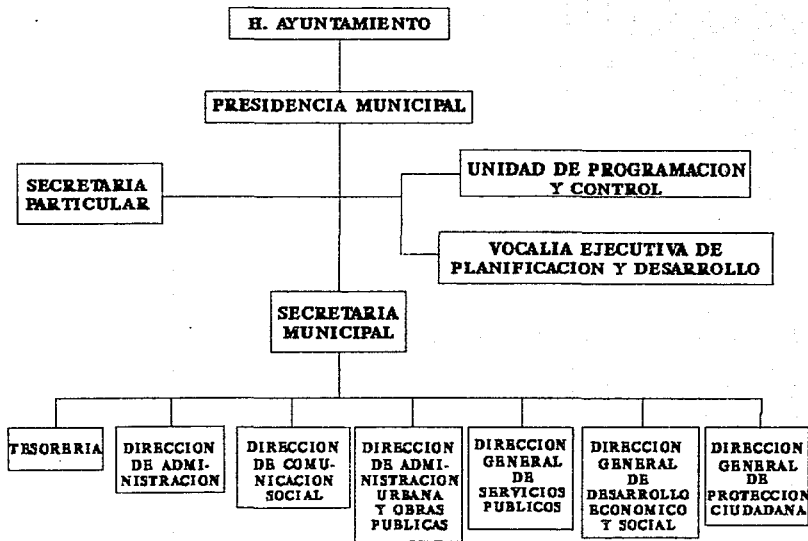 H. AYUNTAMIENTO
PRESIDENCIA MUNICIPAL
SECRETARIA
PARTICULAR
UNIDAD DE PROGRAMACION
Y CONTROL
VOCALIA EJECUTIVA DE
PLANIFICACION Y DESARROLLO
SECRETARIA
MUNICIPAL
TESORERIA
DIRECCION
DE ADMI-
NISTRACION
DIRECCION
DE COMU-
NICACION
SOCIAL
DIRECCION
DE ADMI-
NISTRACION
URBANA
Y OBRAS
PUBLICAS
DIRECCION
GENERAL
DE
SERVICIOS
PUBLICOS
DIRECCION
GENERAL
DE
DESARROLLO
ECONOMICO
Y SOCIAL
DIRECCION
GENERAL
DE
PROTECCION
CIUDADANA